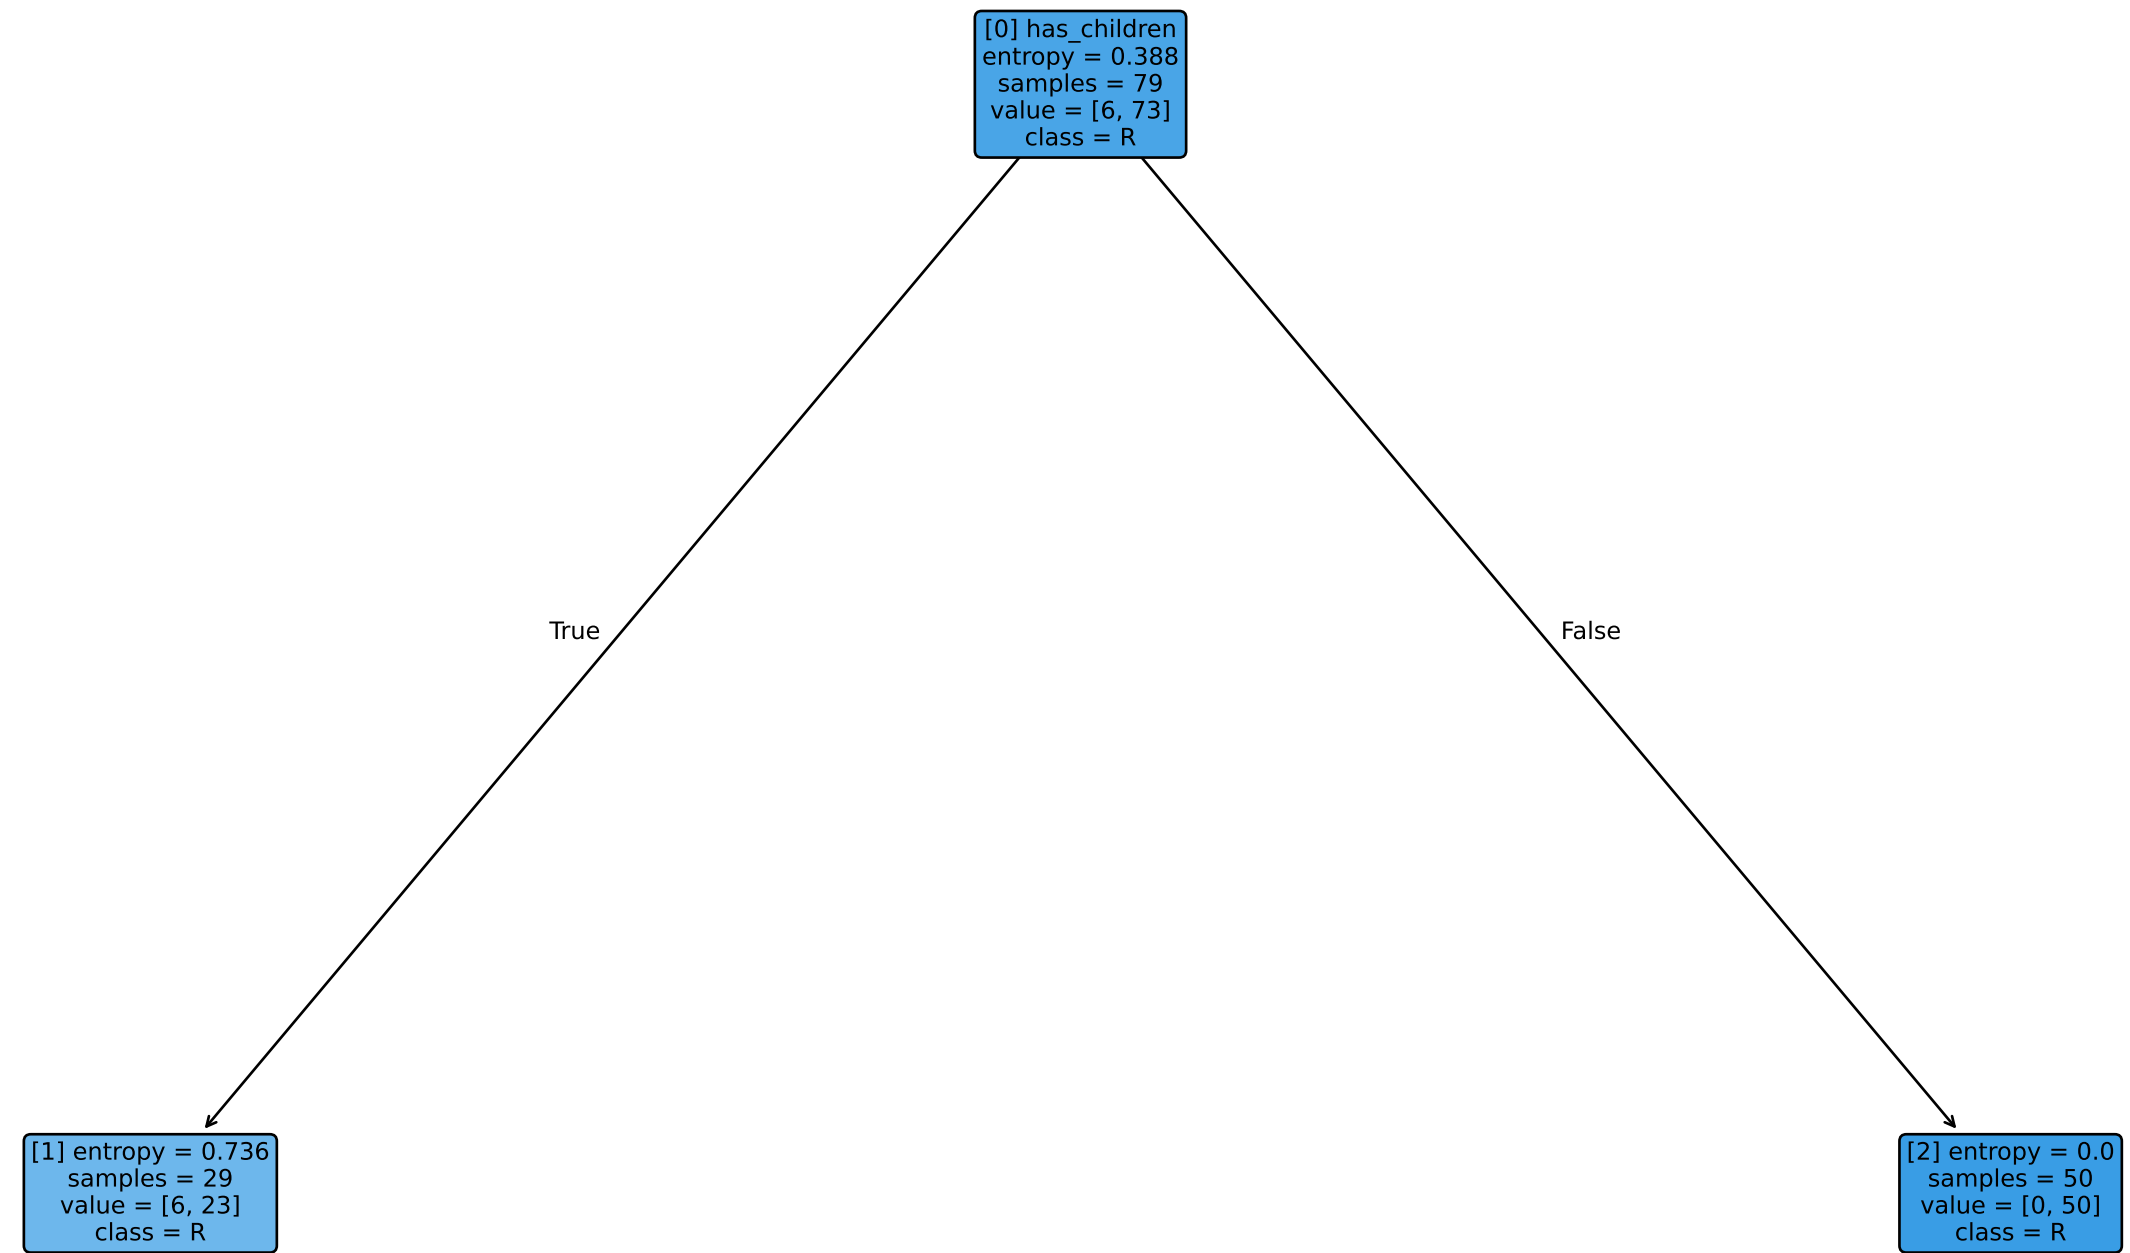 [0] has_children
entropy = 0.388
samples = 79
value = [6, 73]
class = R
True
False
[1] entropy = 0.736
samples = 29
value = [6, 23]
class = R
[2] entropy = 0.0
samples = 50
value = [0, 50]
class = R